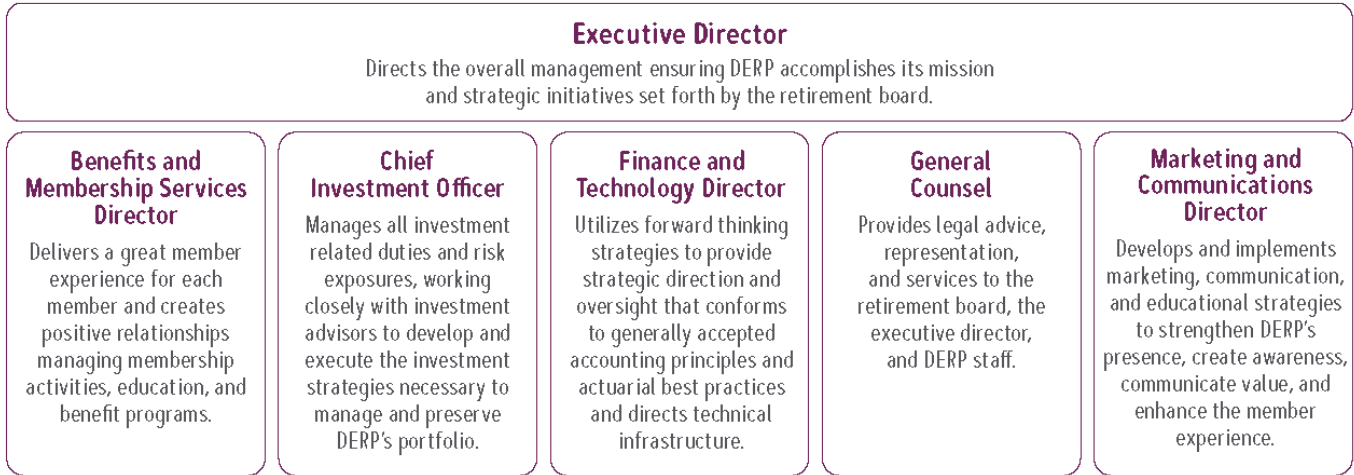 Executive Director
Directs the overall management ensuring DERP accomplishes its mission
and strategic initiatives set forth by the retirement board.
Benefits and
Membership Services
Director
Delivers a great member
experience for each
member and creates
positive relationships
managing membership
activities, education, and
benefit programs.
Chief
Investment Officer
Manages all investment
related duties and risk
exposures, working
closely with investment
advisors to develop and
execute the investment
strategies necessary to
manage and preserve
DERP's portfolio.
Finance and
Technology Director
Utilizes forward thinking
strategies to provide
strategic direction and
oversight that conforms
to generally accepted
accounting principles and
actuarial best practices
and directs technical
infrastructure.
General
Counsel
Provides legal advice,
representation,
and services to the
retirement board, the
executive director,
and DERP staff.
Marketing and
Communications
Director
Develops and implements
marketing, communication,
and educational strategies
to strengthen DERP's
presence, create awareness,
communicate value, and
enhance the member
experience.